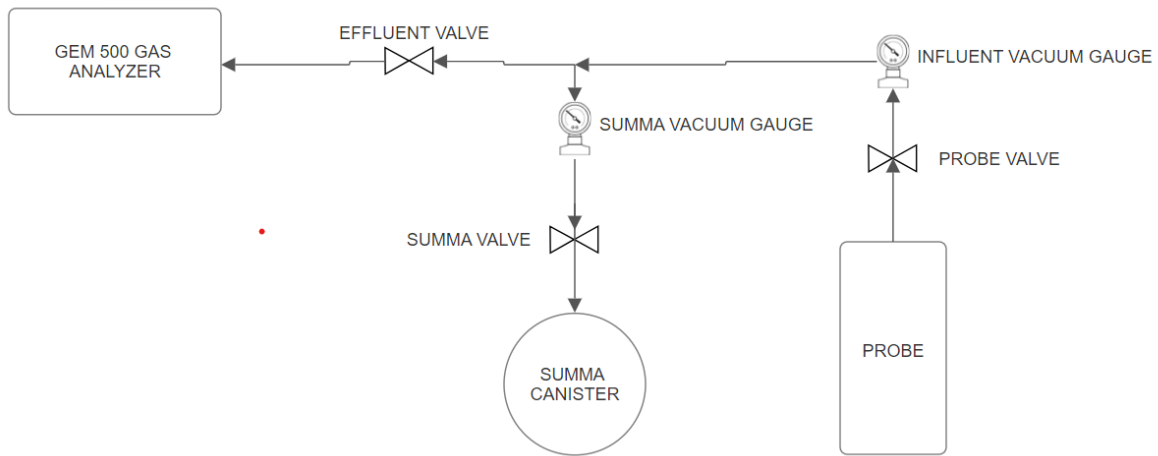 GEM 500 GAS
ANALYZER
EFFLUENT VALVE
INFLUENT VACUUM GAUGE
SUMMA VACUUM GAUGE
PROBE VALVE
SUMMA VALVE
PROBE
SUMMA
CANISTER